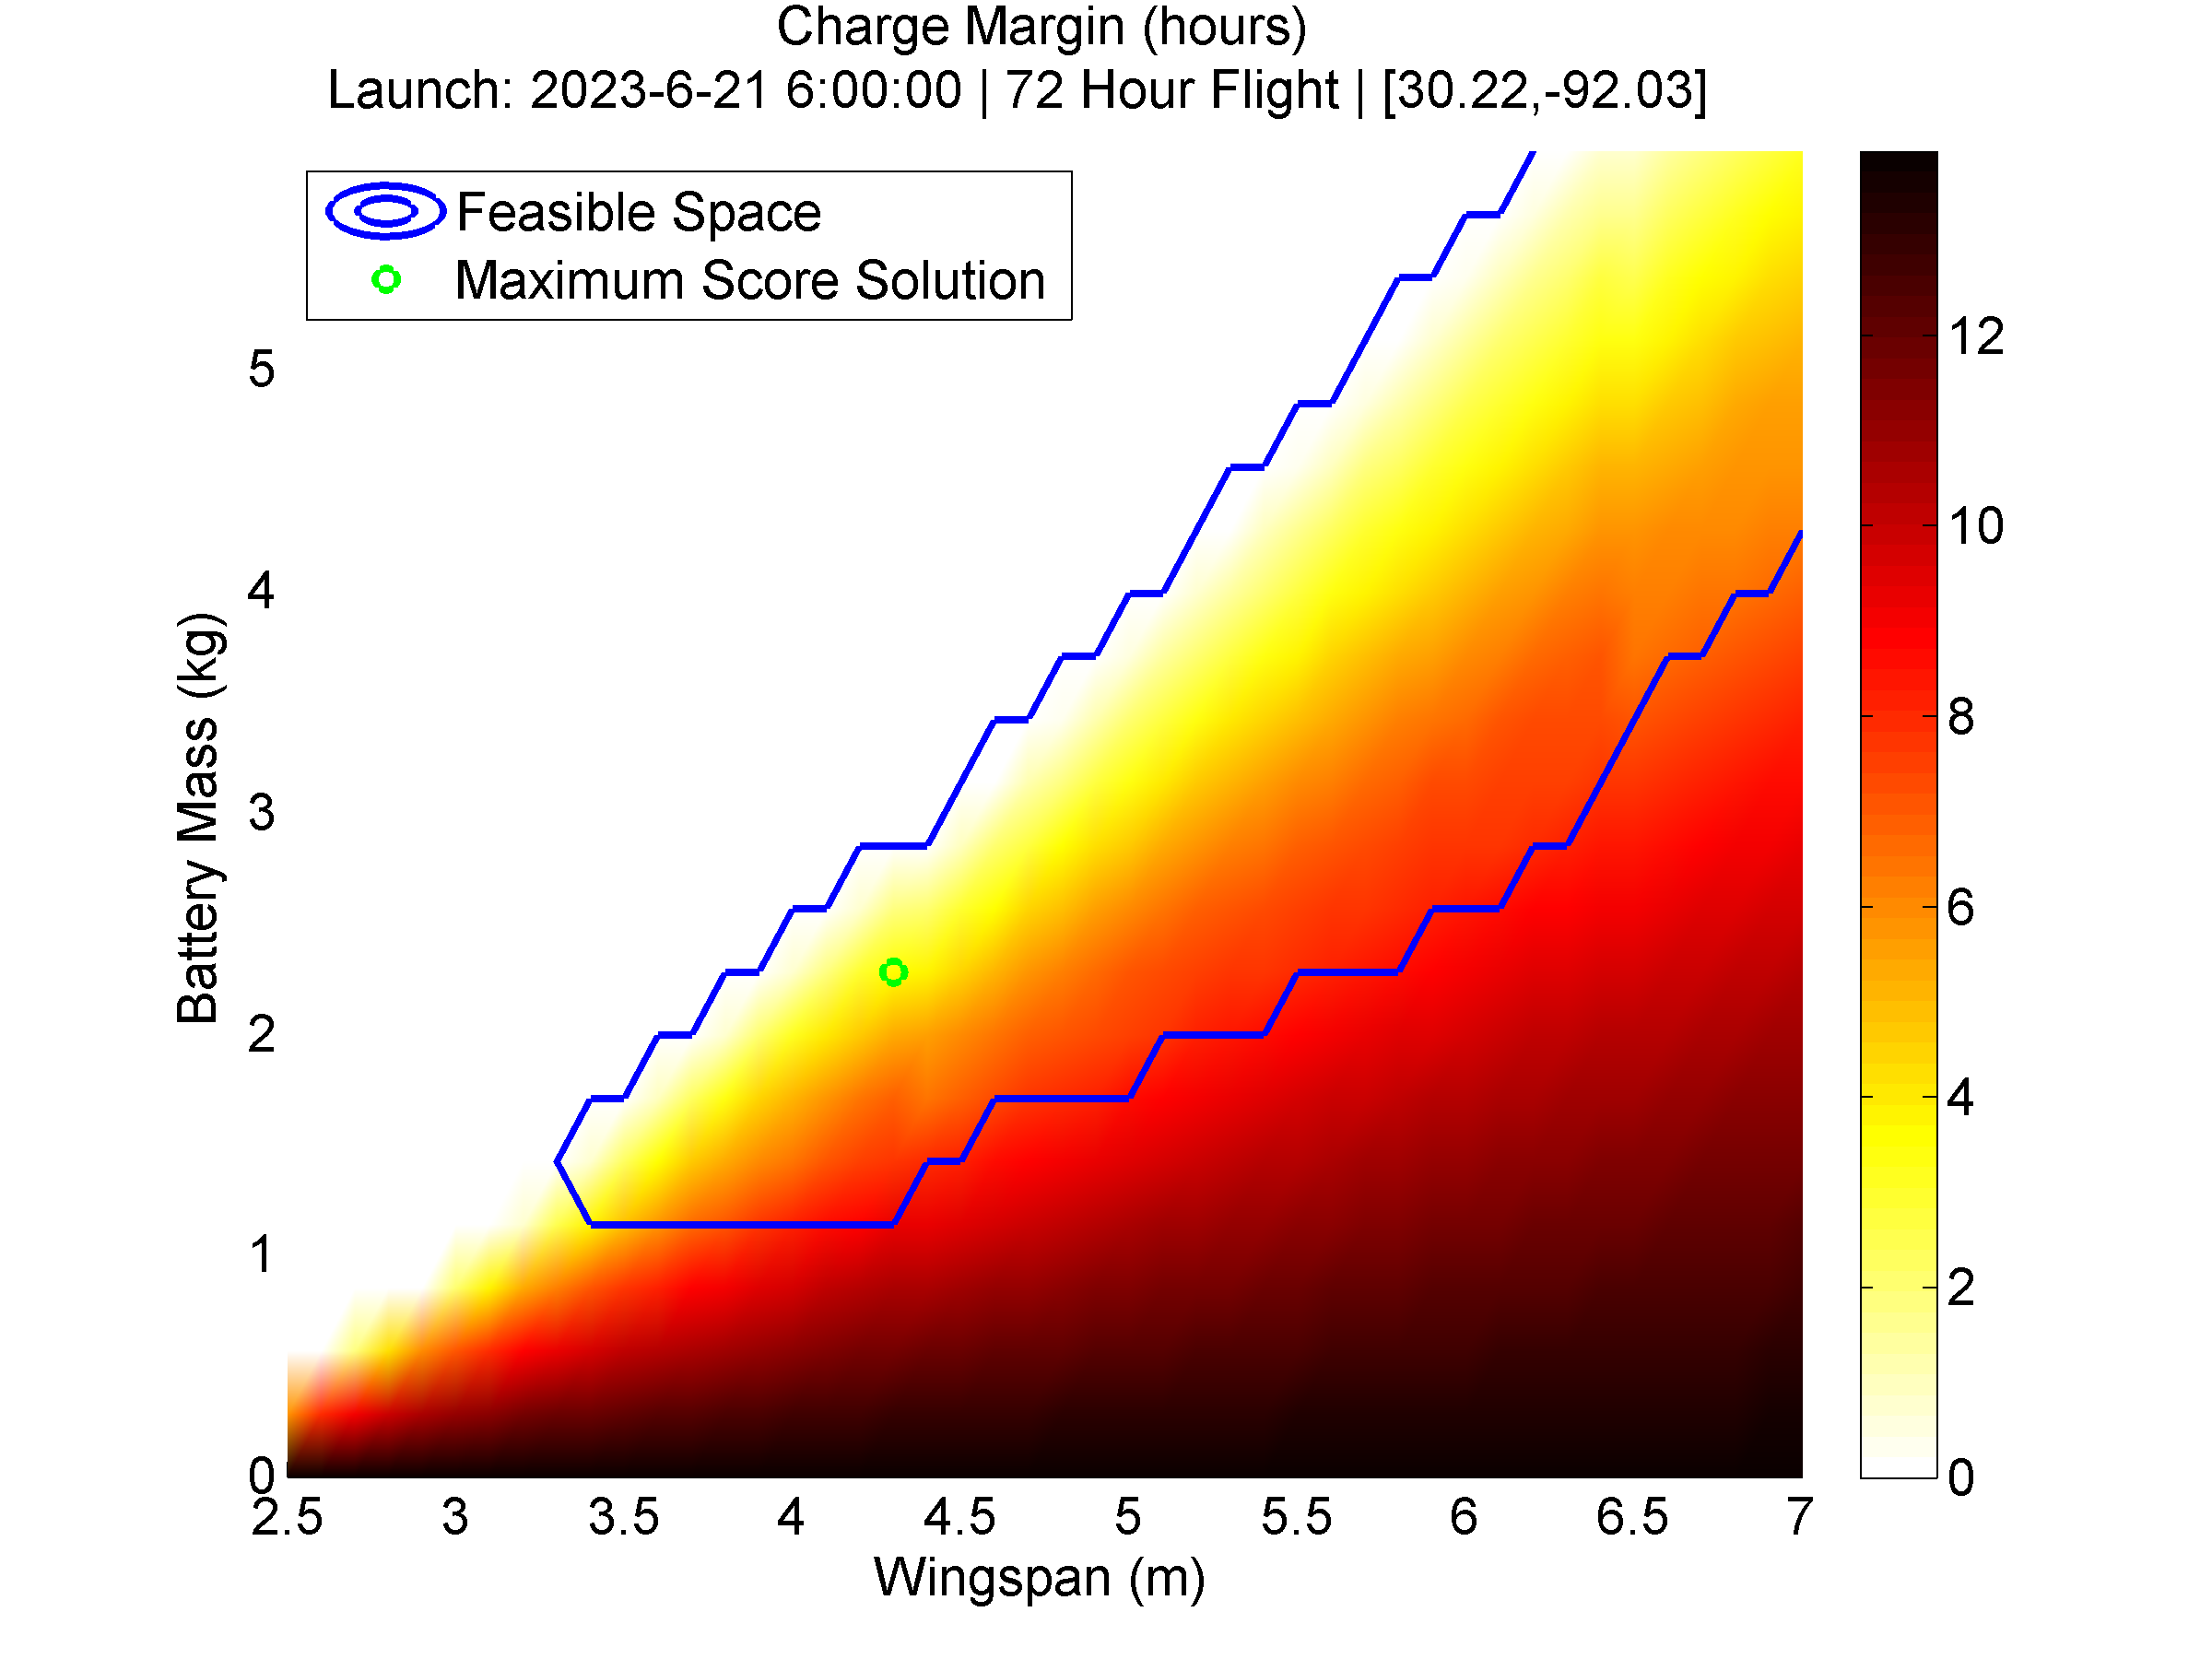 Charge Margin (hours)
Launch: 2023-6-21 6:00:00 | 72 Hour Flight | [30.22,-92.03]
Feasible Space
Maximum Score Solution
Battery Mass (kg)
5
4
3
2
1
0
2.5 3 3.5 4 4.5 5 5.5 6 6.5 7
Wingspan (m)
12
10
8
6
4
2
0